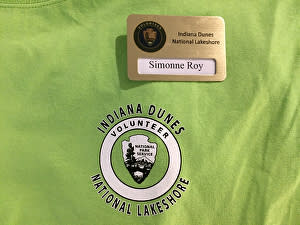 Indiana Dunes
National Lakeshore
Simonne Roy
INDIANA DUNES
VOLUNTEER
NATIONAL
PARK
SERVICE
NATIONAL LAKESHORE